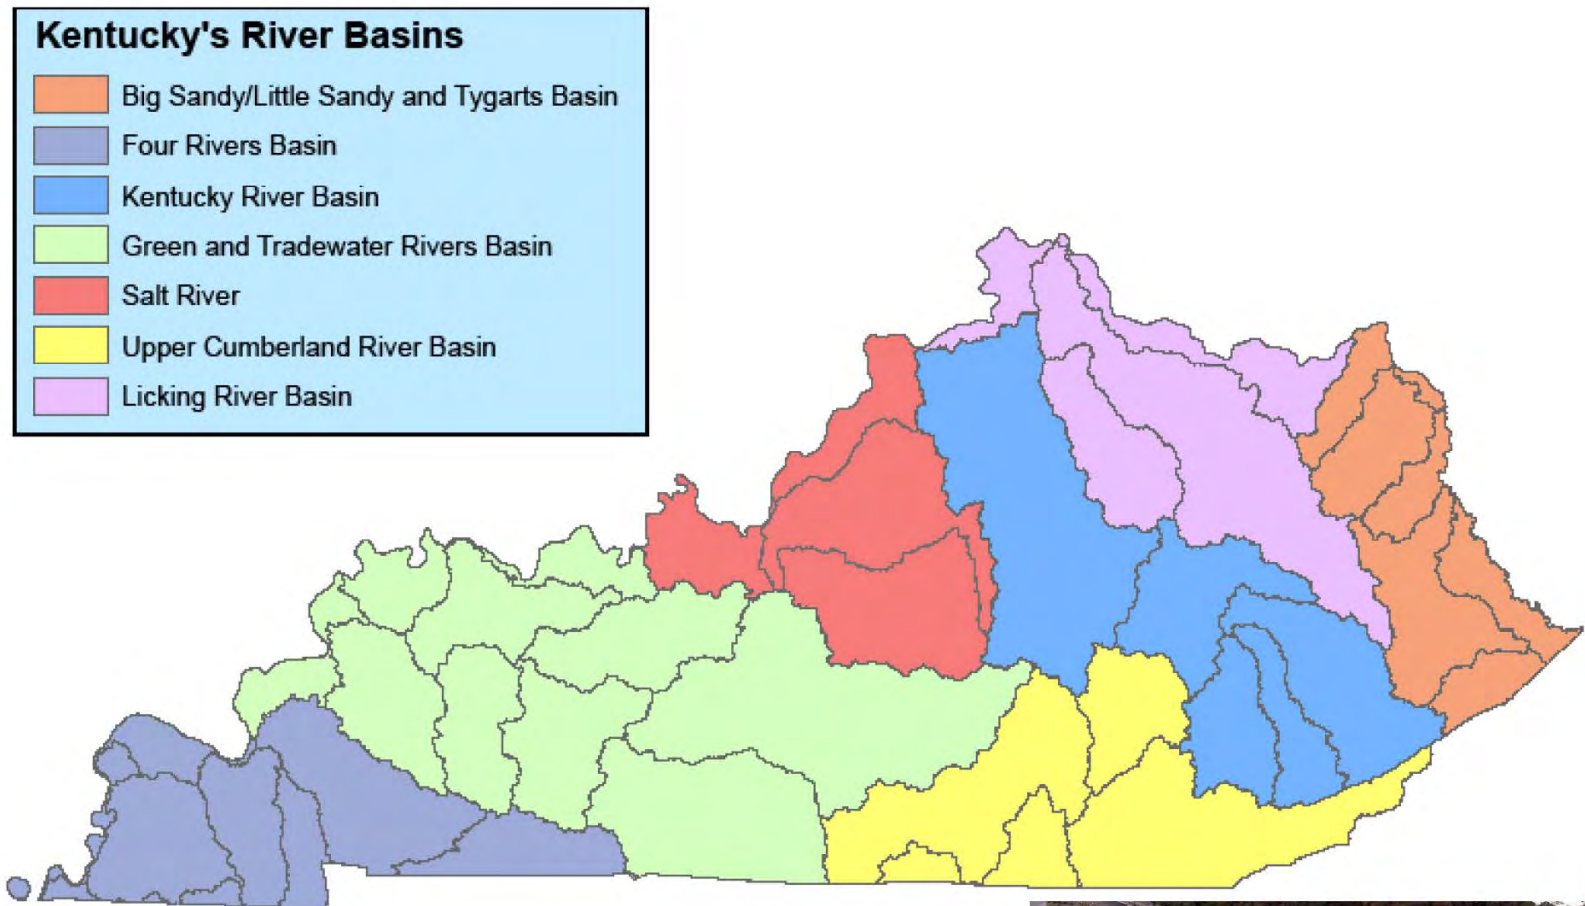 Kentucky's River Basins
Big Sandy/Little Sandy and Tygarts Basin
Four Rivers Basin
Kentucky River Basin
Green and Tradewater Rivers Basin
Salt River
Upper Cumberland River Basin
Licking River Basin